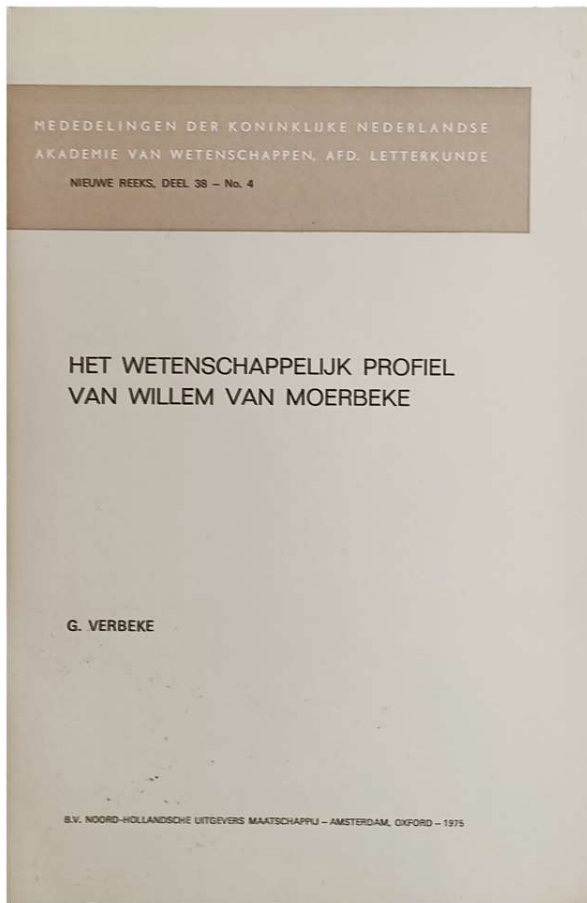 MEDEDELINGEN DER KONINKLIJKE NEDERLANDSE
AKADEMIE VAN WETENSCHAPPEN, AFD. LETTERKUNDE
NIEUWE REEKS, DEEL 38 – No. 4
HET WETENSCHAPPELIJK PROFIEL
VAN WILLEM VAN MOERBEKE
G. VERBEKE
B.V. NOORD-HOLLANDSCHE UITGEVERS MAATSCHAPPIJ – AMSTERDAM, OXFORD – 1975